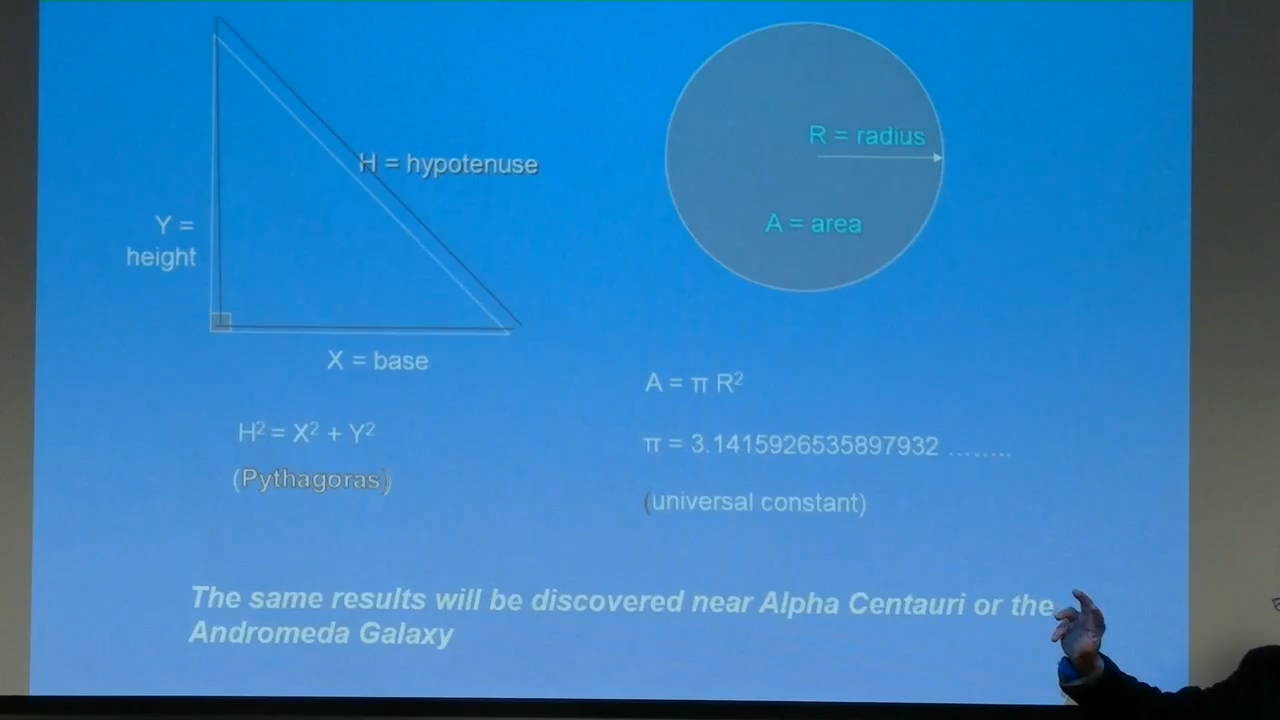 H = hypotenuse
Y =
height
X = base
H² = X² + Y²
(Pythagoras)
R = radius
A = area
A = π R²
π = 3.1415926535897932 ........
(universal constant)
The same results will be discovered near Alpha Centauri or the
Andromeda Galaxy